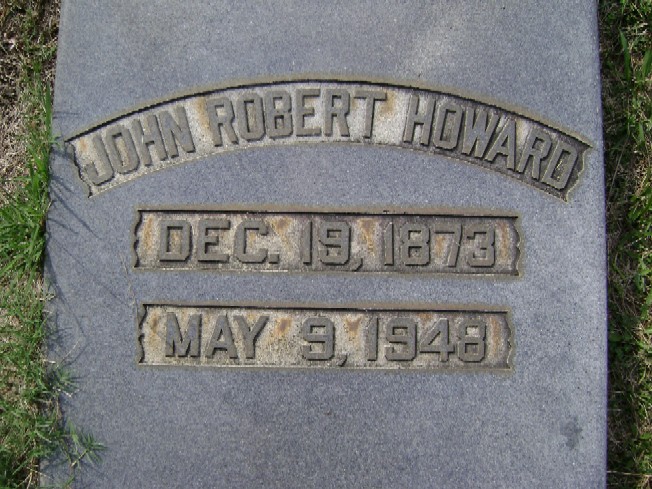 JOHN ROBERT HOWARD
DEC. 19, 1873
MAY 9, 1948